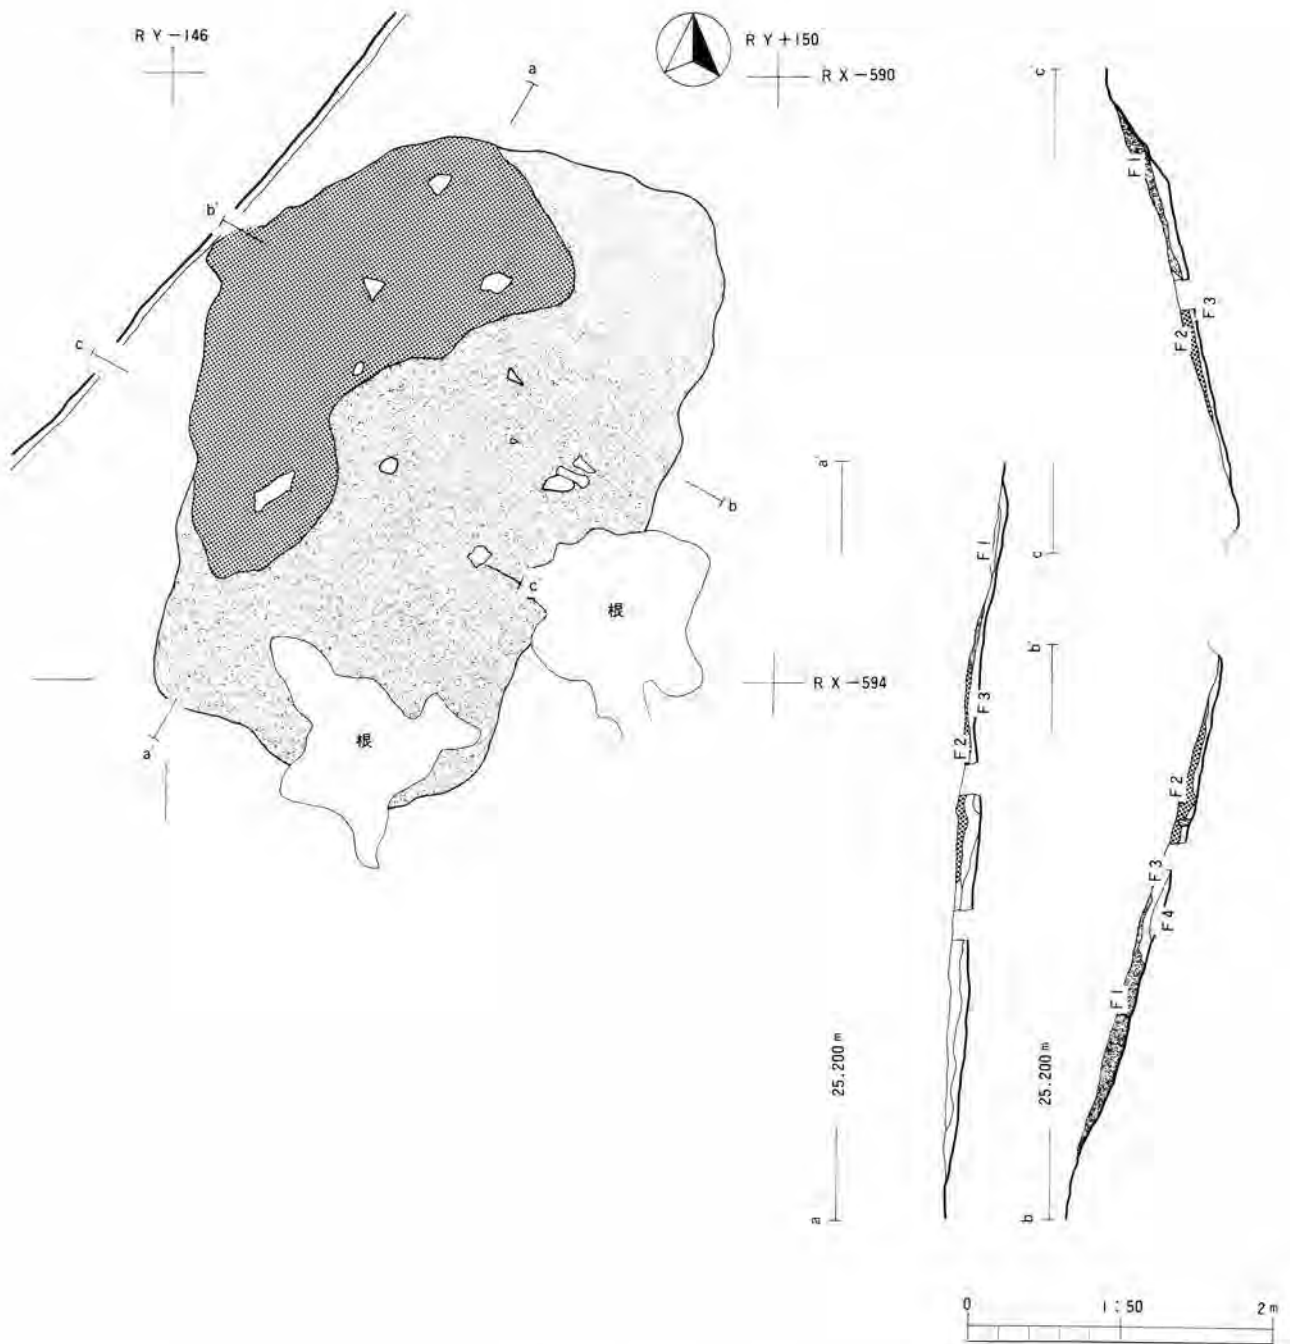 R Y −146
R Y +150
R X −590
a
b'
c
b
c'
根
根
R X −594
a'
c'
F 1
F 2
F 3
c
a'
F 1
F 3
F 2
25.200 m
a
b'
F 2
F 3
F 4
F 1
25.200 m
b
0
1 : 50
2 m